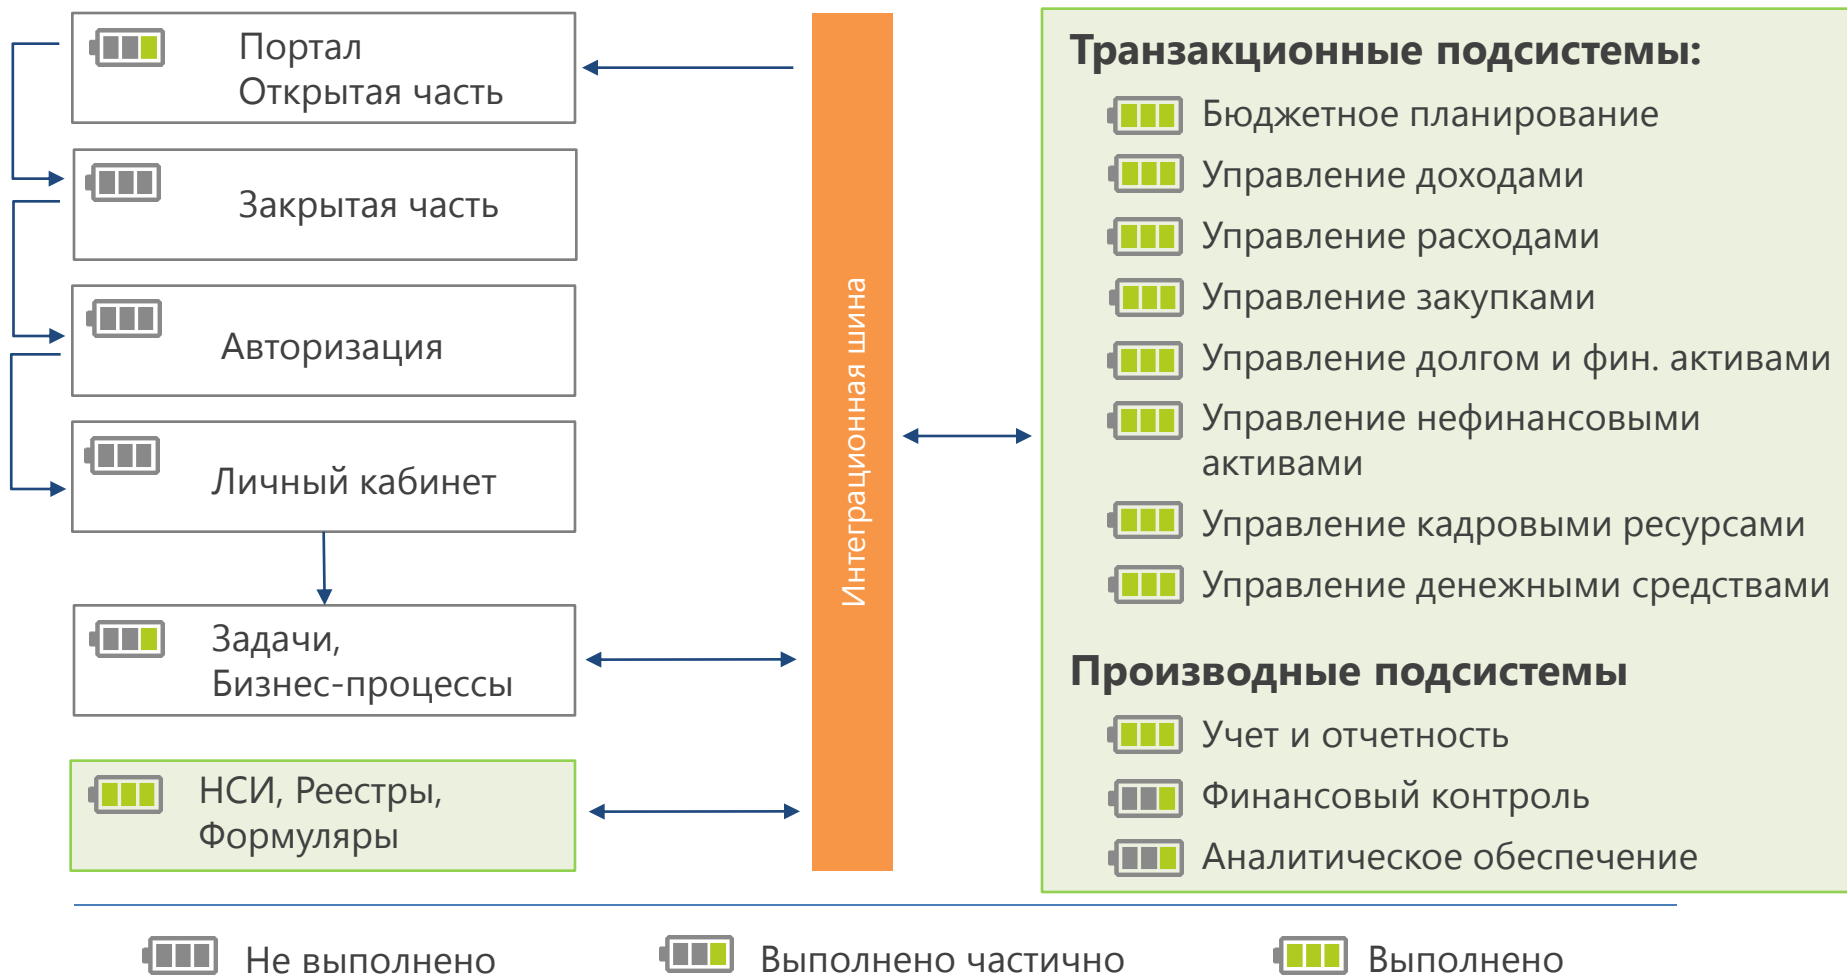 Портал
Открытая часть
Закрытая часть
Авторизация
Личный кабинет
Задачи,
Бизнес-процессы
НСИ, Реестры,
Формуляры
Интеграционная шина
Транзакционные подсистемы:
Бюджетное планирование
Управление доходами
Управление расходами
Управление закупками
Управление долгом и фин. активами
Управление нефинансовыми
активами
Управление кадровыми ресурсами
Управление денежными средствами
Производные подсистемы
Учет и отчетность
Финансовый контроль
Аналитическое обеспечение
Не выполнено
Выполнено частично
Выполнено